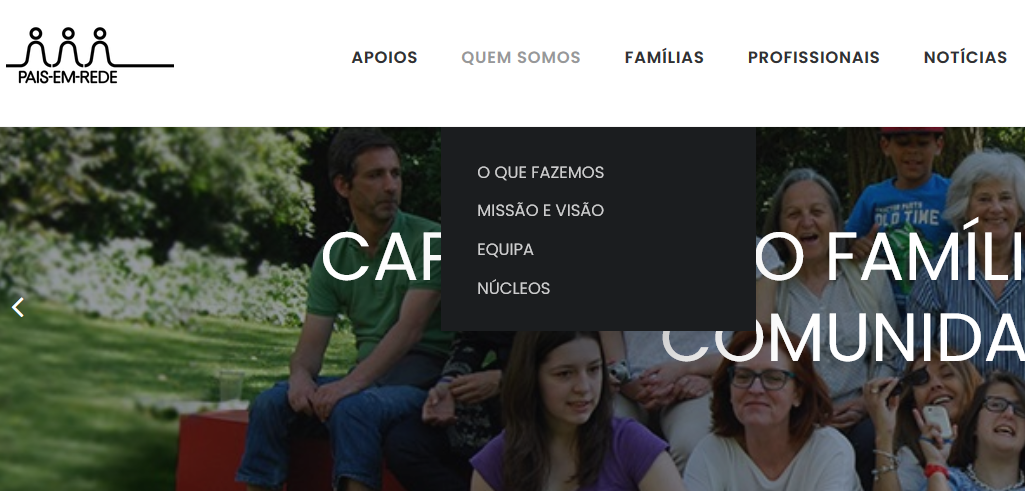 PAIS-EM-REDE
APOIOS
QUEM SOMOS
FAMÍLIAS
PROFISSIONAIS
NOTÍCIAS
O QUE FAZEMOS
MISSÃO E VISÃO
EQUIPA
NÚCLEOS
OLD TIME